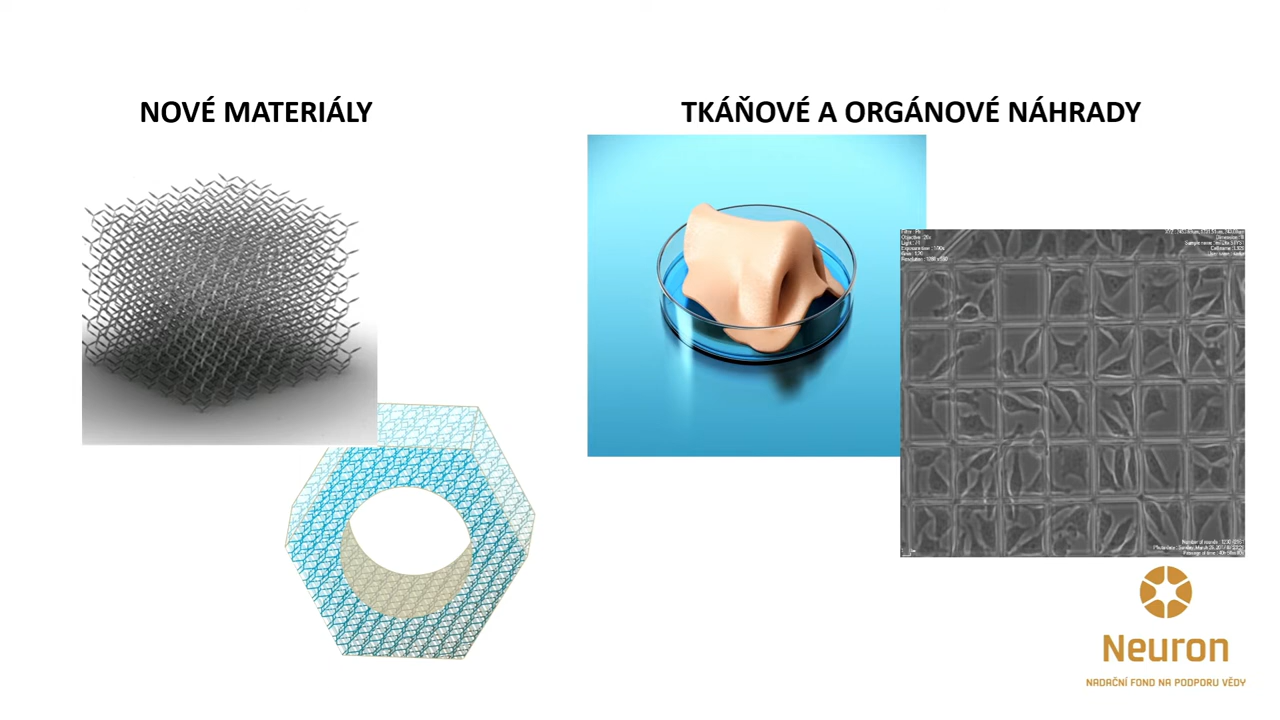 NOVÉ MATERIÁLY
TKÁŇOVÉ A ORGÁNOVÉ NÁHRADY
Neuron
NADAČNÍ FOND NA PODPORU VĚDY